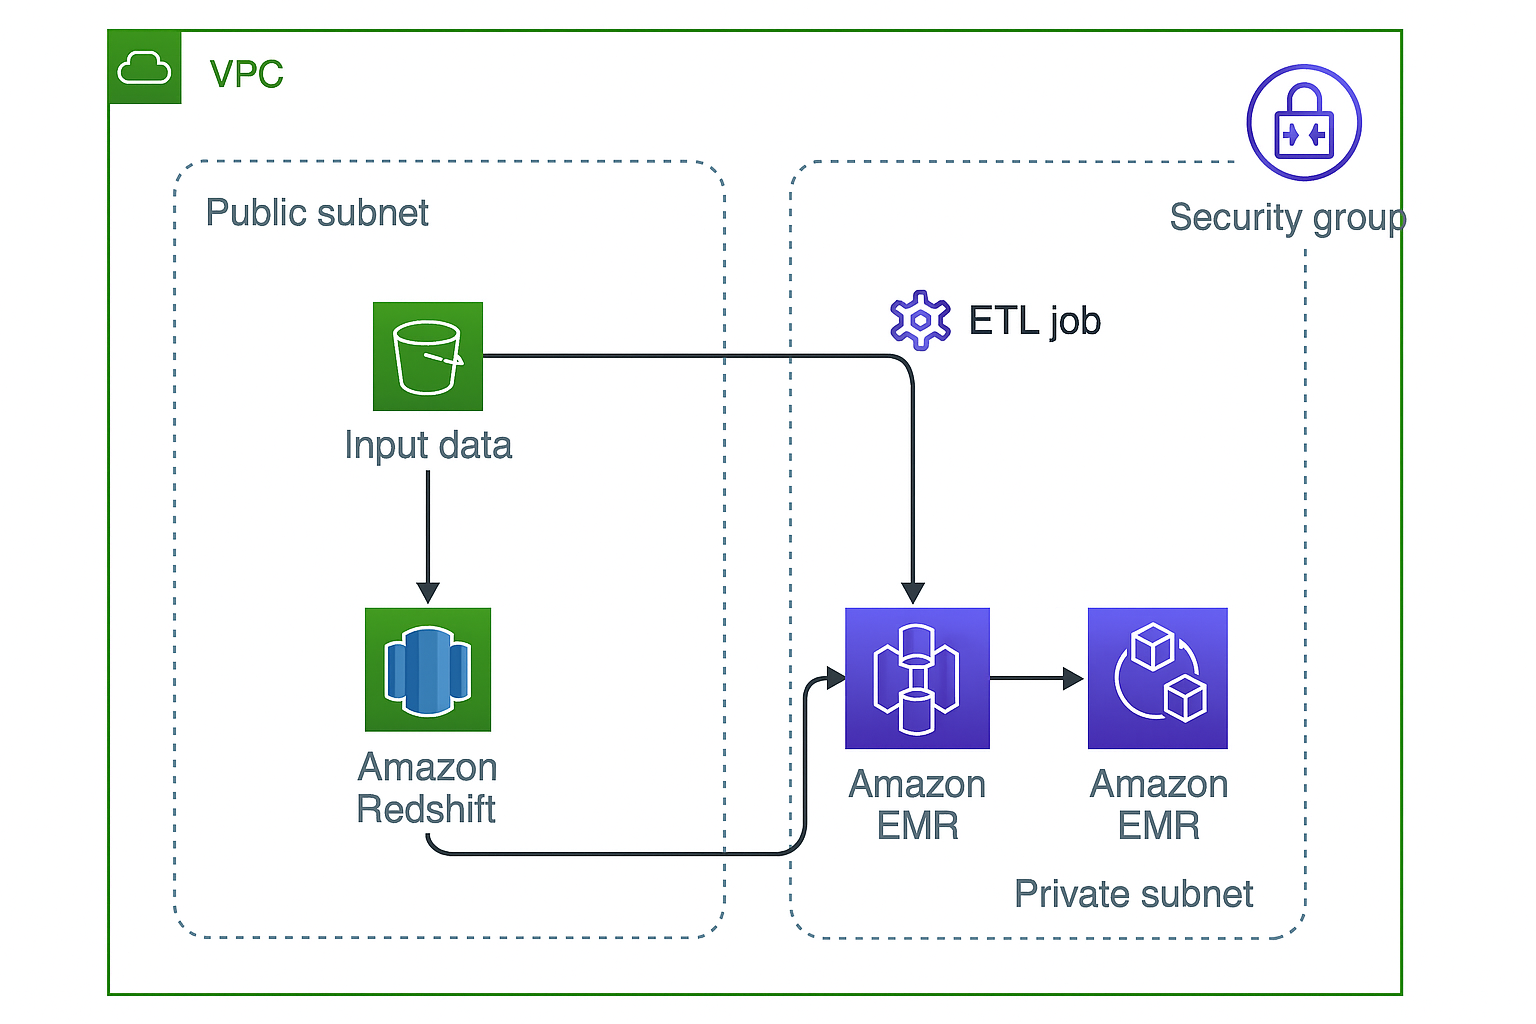 VPC
Security group
Public subnet
ETL job
Input data
Amazon
Redshift
Amazon
EMR
Amazon
EMR
Private subnet